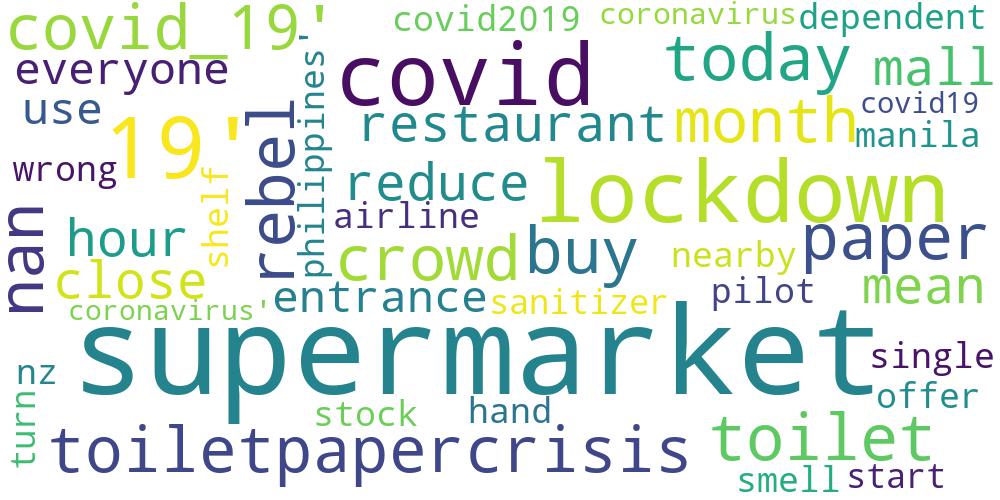 covid_19'
covid2019
coronavirus
dependent
everyone
covid
today
mall
use
19'
rebel
philippines'
restaurant
month
covid19
manila
wrong
shelf
reduce
lockdown
nan
hour
airline
crowd
buy
nearby
paper
close
coronavirus'
entrance
sanitizer
pilot
mean
supermarket
single
nz
offer
turn
stock
hand
toiletpapercrisis
toilet
smell
start